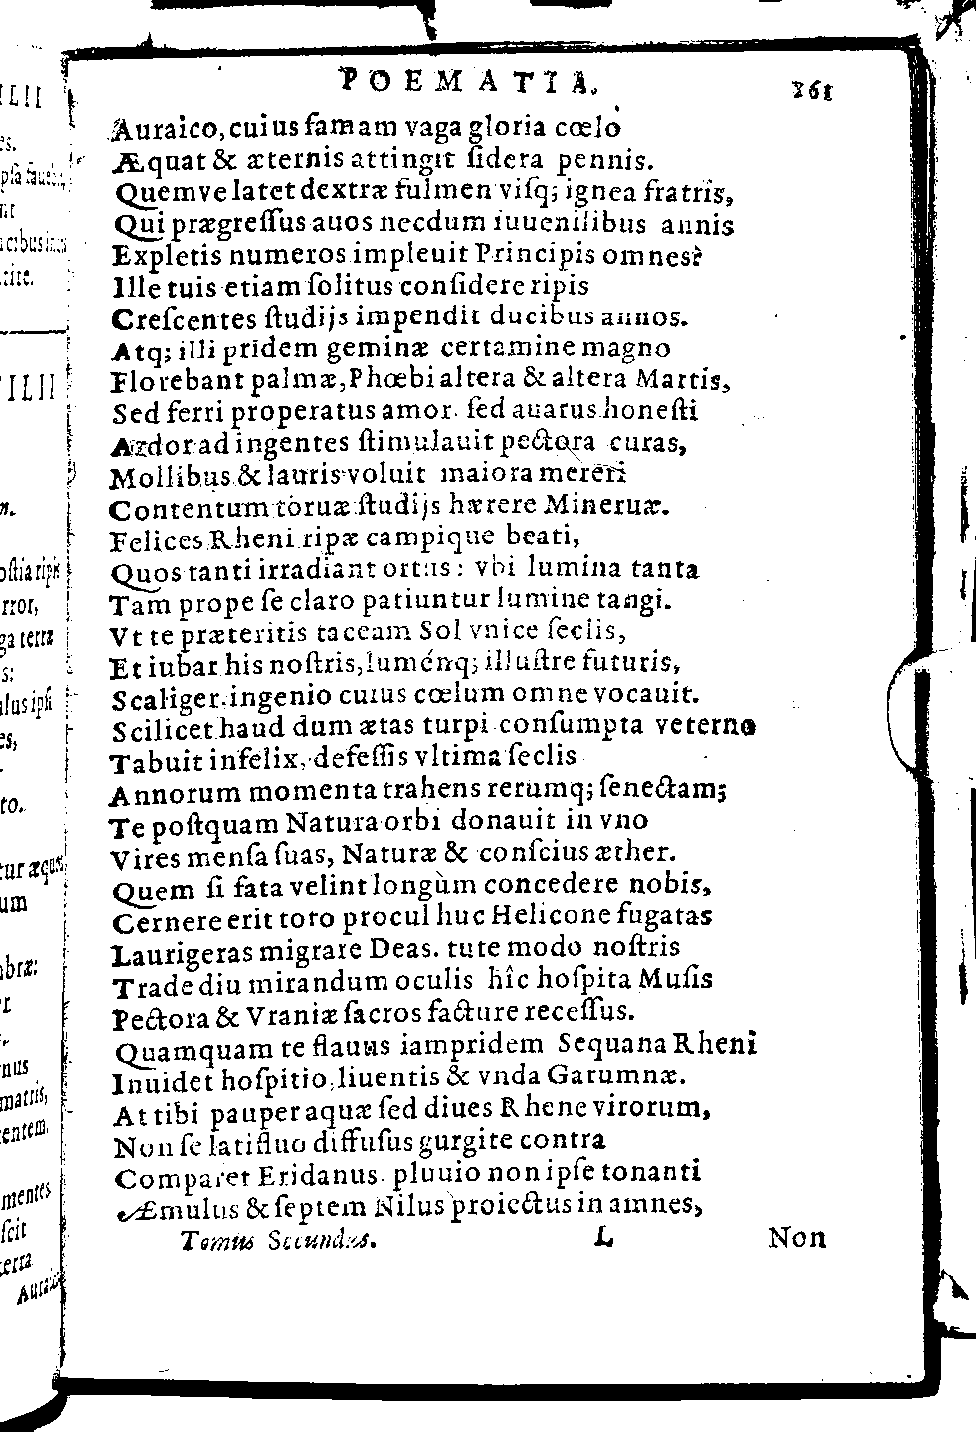 POEMATIA. 161
Auraico, cuius famam vaga gloria cœlo
Æquat & æternis attingit ſidera pennis.
Quemve latet dextræ fulmen viſq; ignea fratris,
Qui prægreſſus auos necdum iuuenilibus annis
Expletis numeros impleuit Principis omnes?
Ille tuis etiam ſolitus conſidere ripis
Creſcentes ſtudijs impendit ducibus annos.
Atq; illi pridem geminæ certamine magno
Florebant palmæ, Phœbi altera & altera Martis,
Sed ferri properatus amor. ſed auarus honeſti
Ardor ad ingentes ſtimulauit pectora curas,
Mollibus & lauris voluit maiora mereri
Contentum toruæ ſtudijs hærere Mineruæ.
Felices Rheni ripæ campique beati,
Quos tanti irradiant ortus: vbi lumina tanta
Tam prope ſe claro patiuntur lumine tangi.
Vt te præteritis taceam Sol vnice ſeclis,
Et iubar his noſtris, luménq; illuſtre futuris,
Scaliger. ingenio cuius cœlum omne vocauit.
Scilicet haud dum ætas turpi conſumpta veterno
Tabuit infelix, defeſſis vltima ſeclis
Annorum momenta trahens rerumq; ſenectam;
Te poſtquam Natura orbi donauit in vno
Vires menſa ſuas, Naturæ & conſcius æther.
Quem ſi fata velint longùm concedere nobis,
Cernere erit toto procul huc Helicone fugatas
Laurigeras migrare Deas. tute modo noſtris
Trade diu mirandum oculis hîc hoſpita Muſis
Pectora & Vraniæ ſacros facture receſſus.
Quamquam te flauus iampridem Sequana Rheni
Inuidet hoſpitio, liuentis & vnda Garumnæ.
At tibi pauper aquæ ſed diues Rhene virorum,
Non ſe latifluo diffuſus gurgite contra
Comparet Eridanus. pluuio non ipſe tonanti
Æmulus & ſeptem Nilus proiectus in amnes,
Tomus Secundus. L Non